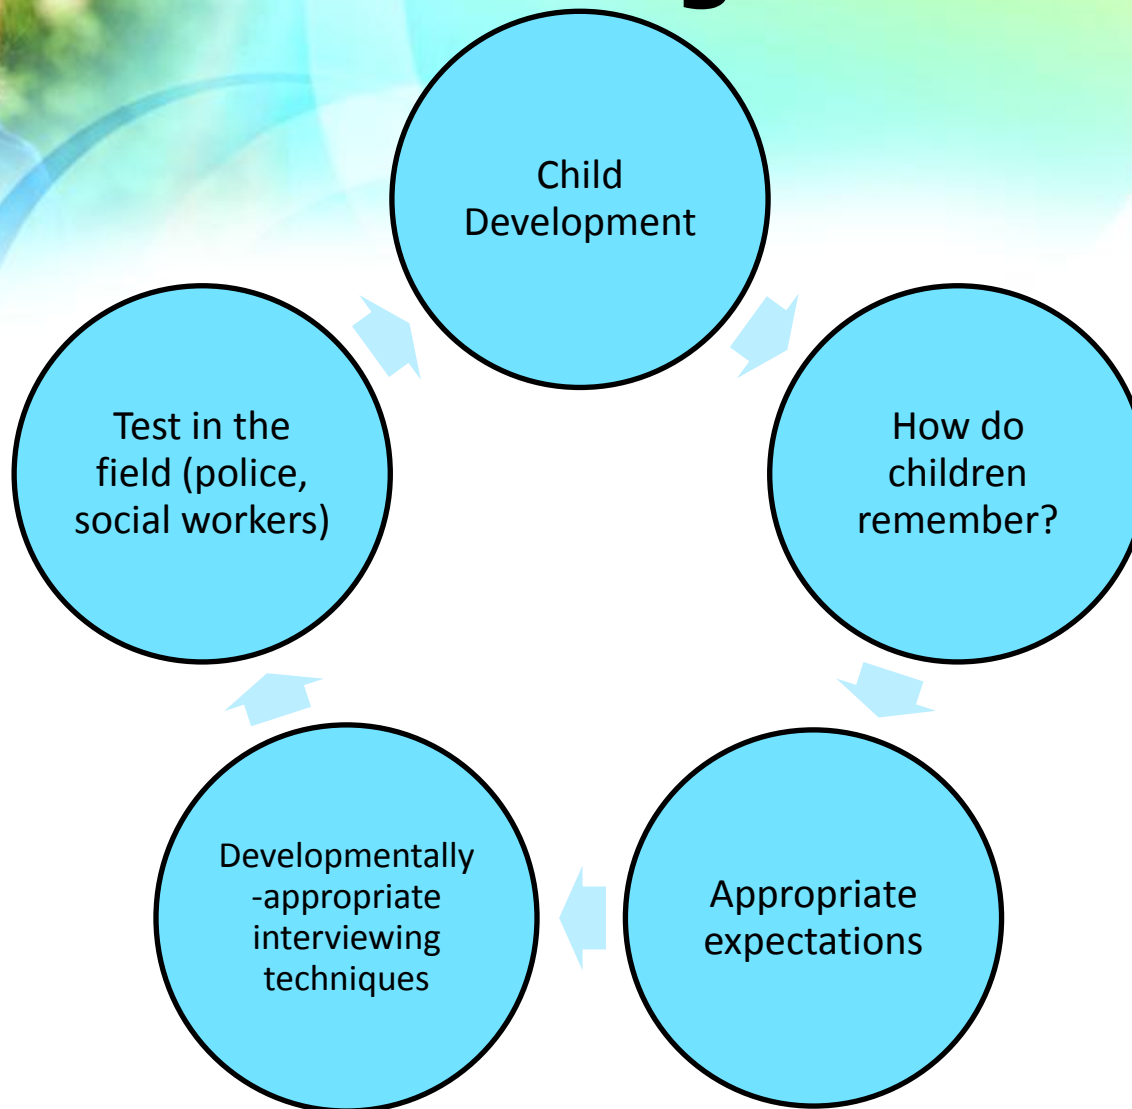 Child
Development
How do
children
remember?
Appropriate
expectations
Developmentally
-appropriate
interviewing
techniques
Test in the
field (police,
social workers)